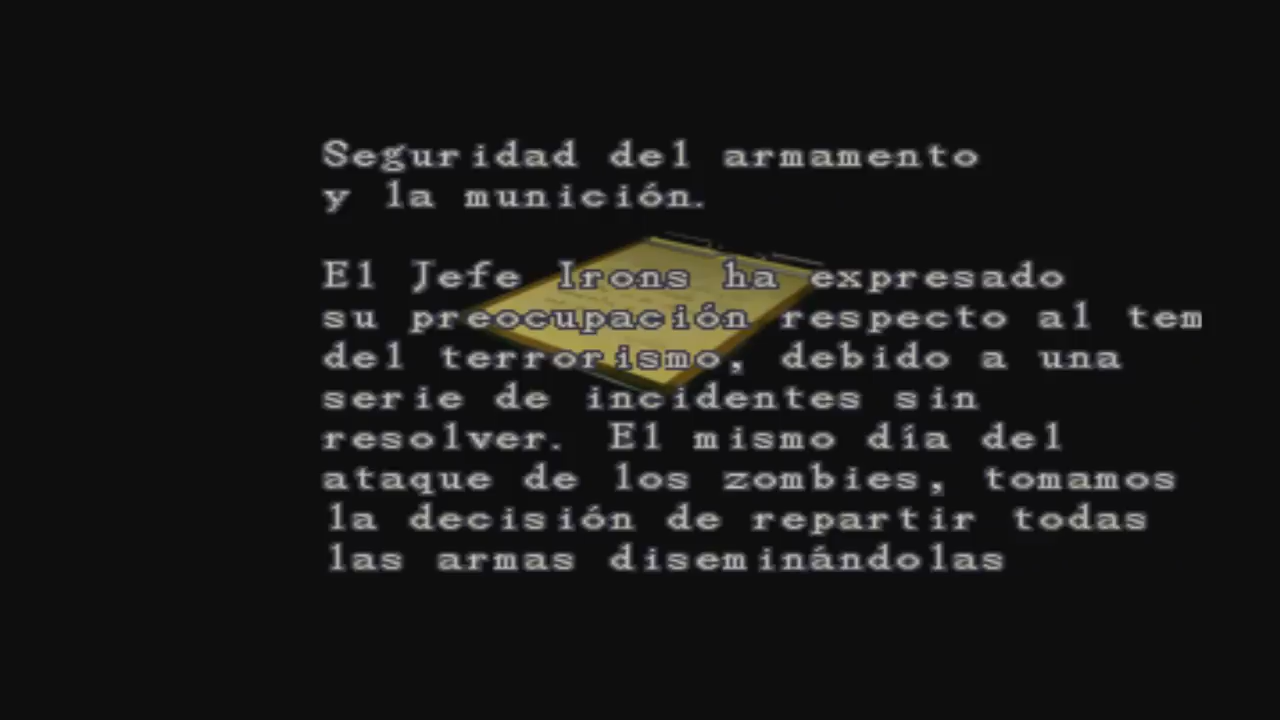 Seguridad del armamento
y la munición.
El Jefe Irons ha expresado
su preocupación respecto al tem
del terrorismo, debido a una
serie de incidentes sin
resolver. El mismo día del
ataque de los zombies, tomamos
la decisión de repartir todas
las armas diseminándolas